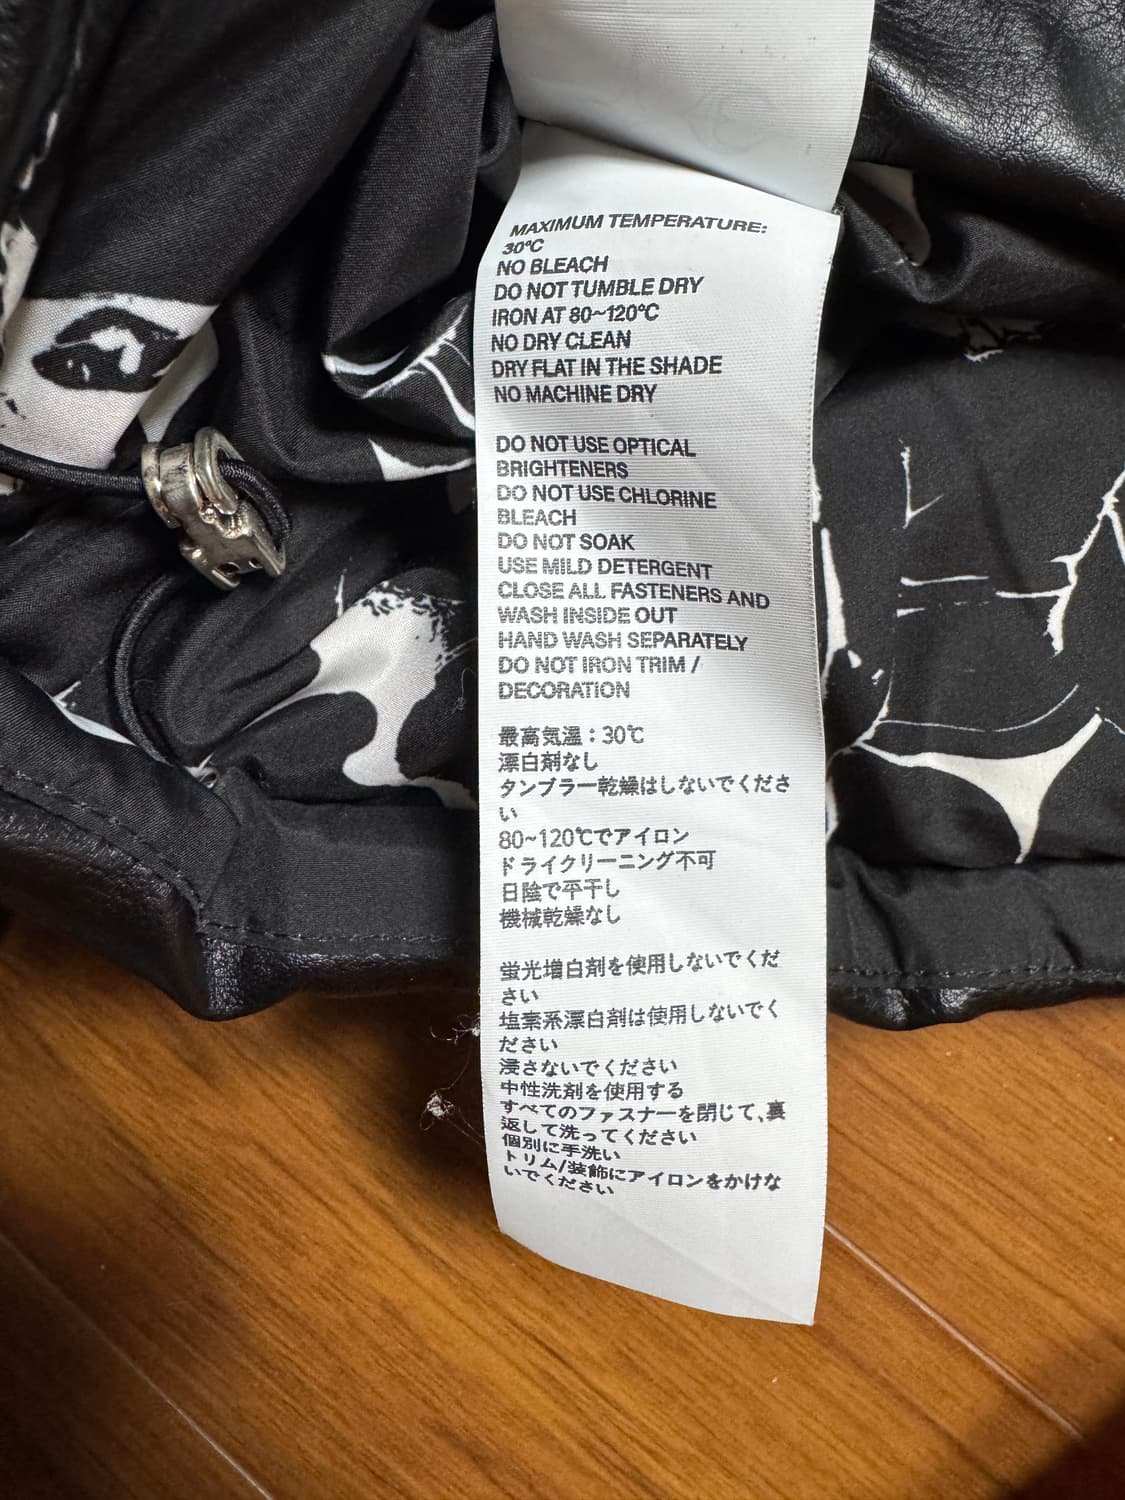 MAXIMUM TEMPERATURE:
30℃
NO BLEACH
DO NOT TUMBLE DRY
IRON AT 80~120℃
NO DRY CLEAN
DRY FLAT IN THE SHADE
NO MACHINE DRY
DO NOT USE OPTICAL
BRIGHTENERS
DO NOT USE CHLORINE
BLEACH
DO NOT SOAK
USE MILD DETERGENT
CLOSE ALL FASTENERS AND
WASH INSIDE OUT
HAND WASH SEPARATELY
DO NOT IRON TRIM /
DECORATION
最高気温：30℃
漂白剤なし
タンブラー乾燥はしないでくださ
い
80~120℃でアイロン
ドライクリーニング不可
日陰で平干し
機械乾燥なし
蛍光増白剤を使用しないでくだ
さい
塩素系漂白剤は使用しないでく
ださい
浸さないでください
中性洗剤を使用する
すべてのファスナーを閉じて、裏
返して洗ってください
個別に手洗い
トリム/装飾にアイロンをかけな
いでください